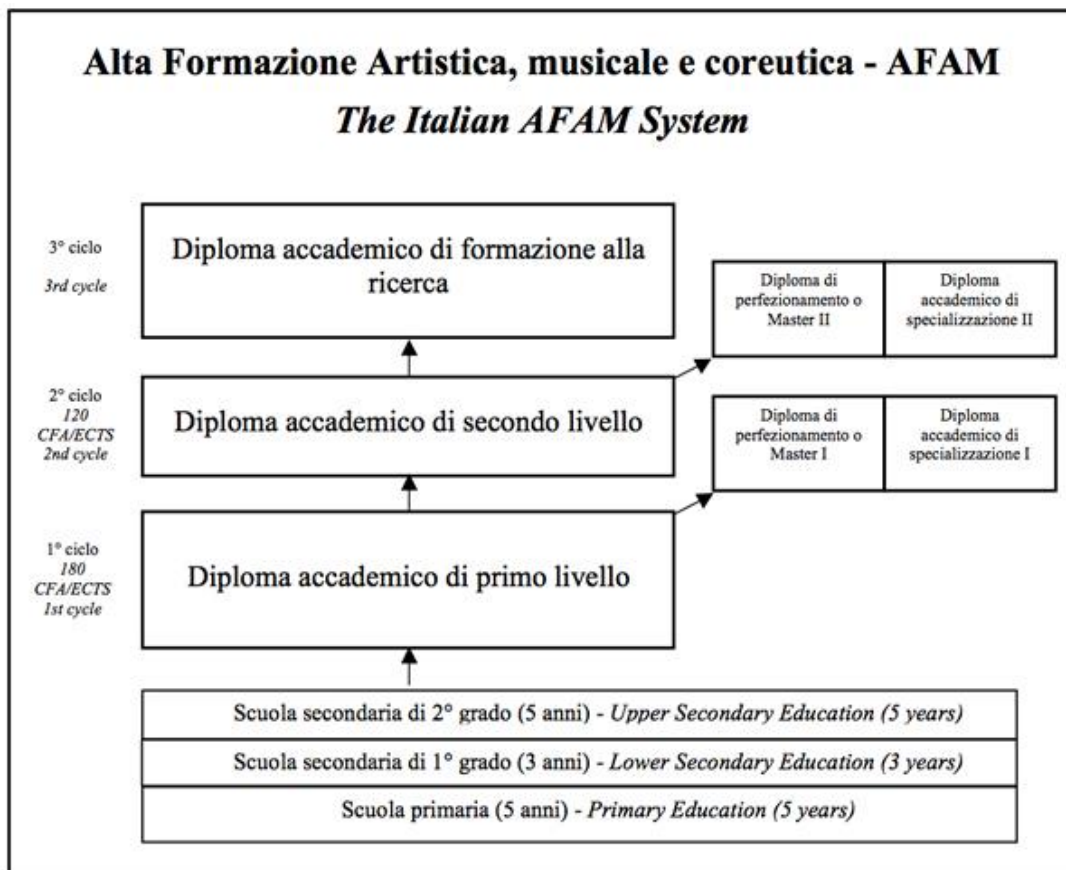 Alta Formazione Artistica, musicale e coreutica - AFAM
The Italian AFAM System
3° ciclo
3rd cycle
Diploma accademico di formazione alla
ricerca
Diploma di
perfezionamento o
Master II
Diploma
accademico di
specializzazione II
2° ciclo
120
CFA/ECTS
2nd cycle
Diploma accademico di secondo livello
Diploma di
perfezionamento o
Master I
Diploma
accademico di
specializzazione I
1° ciclo
180
CFA/ECTS
1st cycle
Diploma accademico di primo livello
Scuola secondaria di 2° grado (5 anni) - Upper Secondary Education (5 years)
Scuola secondaria di 1° grado (3 anni) - Lower Secondary Education (3 years)
Scuola primaria (5 anni) - Primary Education (5 years)